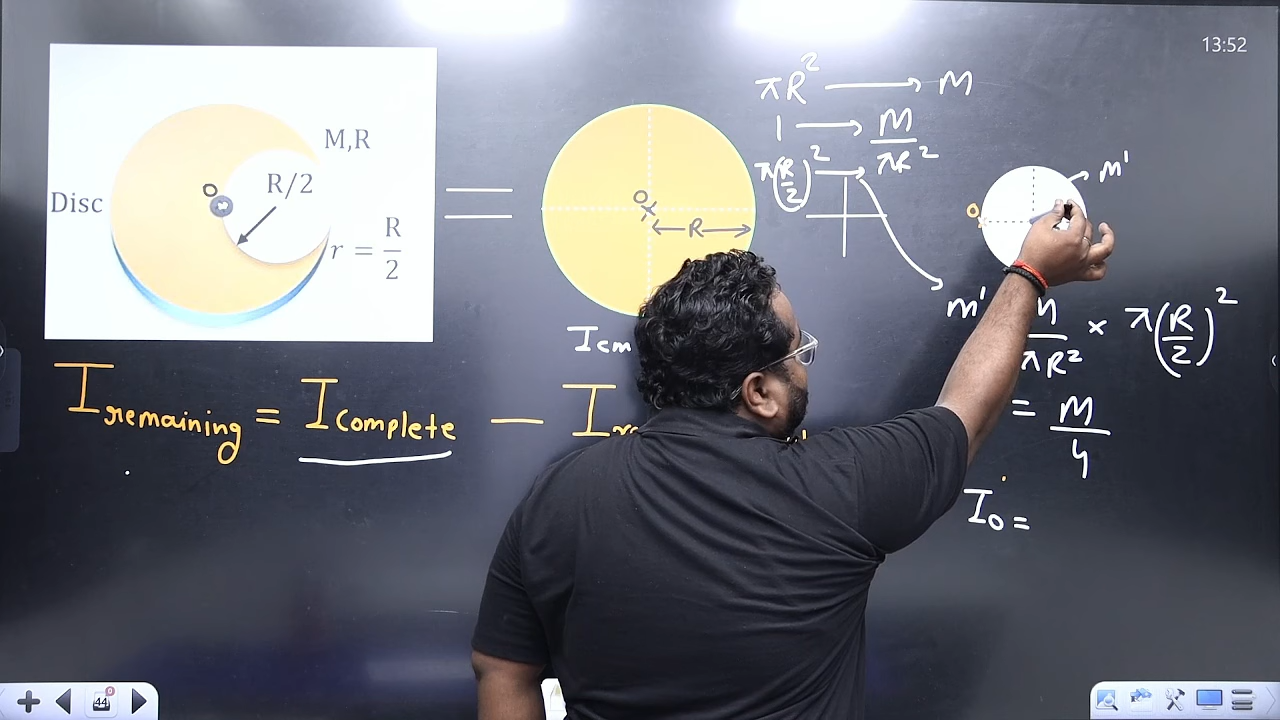 13:52
M,R
R/2
Disc
r = R/2
O
O
R
πR² → M
1 → M/πR²
π(R/2)² →
m'
O
m'
M/πR² × π(R/2)²
= M/4
Icm
Iremaining = Icomplete − I
I₀ =
44